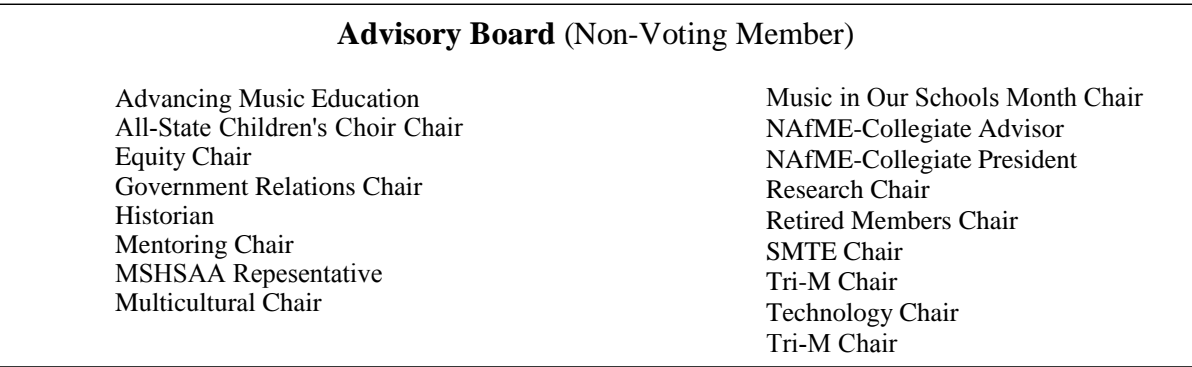 Advisory Board (Non-Voting Member)
Advancing Music Education
All-State Children's Choir Chair
Equity Chair
Government Relations Chair
Historian
Mentoring Chair
MSHSAA Repesentative
Multicultural Chair
Music in Our Schools Month Chair
NAfME-Collegiate Advisor
NAfME-Collegiate President
Research Chair
Retired Members Chair
SMTE Chair
Tri-M Chair
Technology Chair
Tri-M Chair